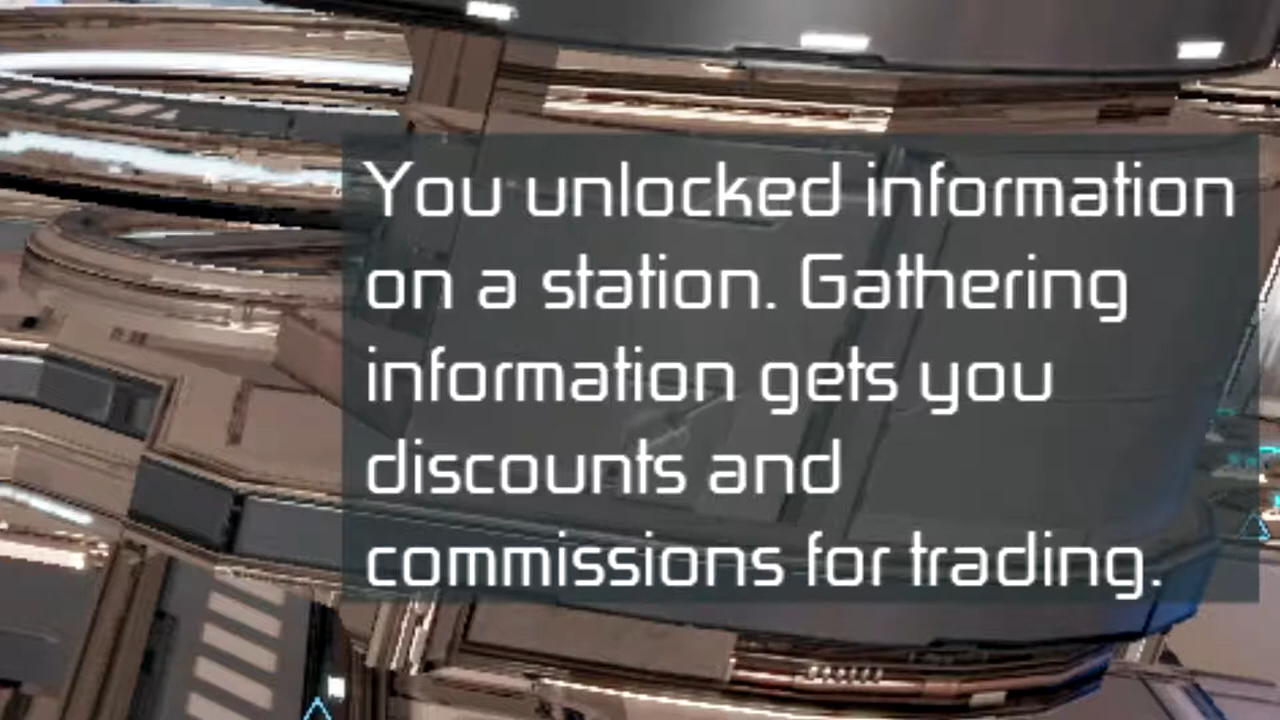 You unlocked information
on a station. Gathering
information gets you
discounts and
commissions for trading.